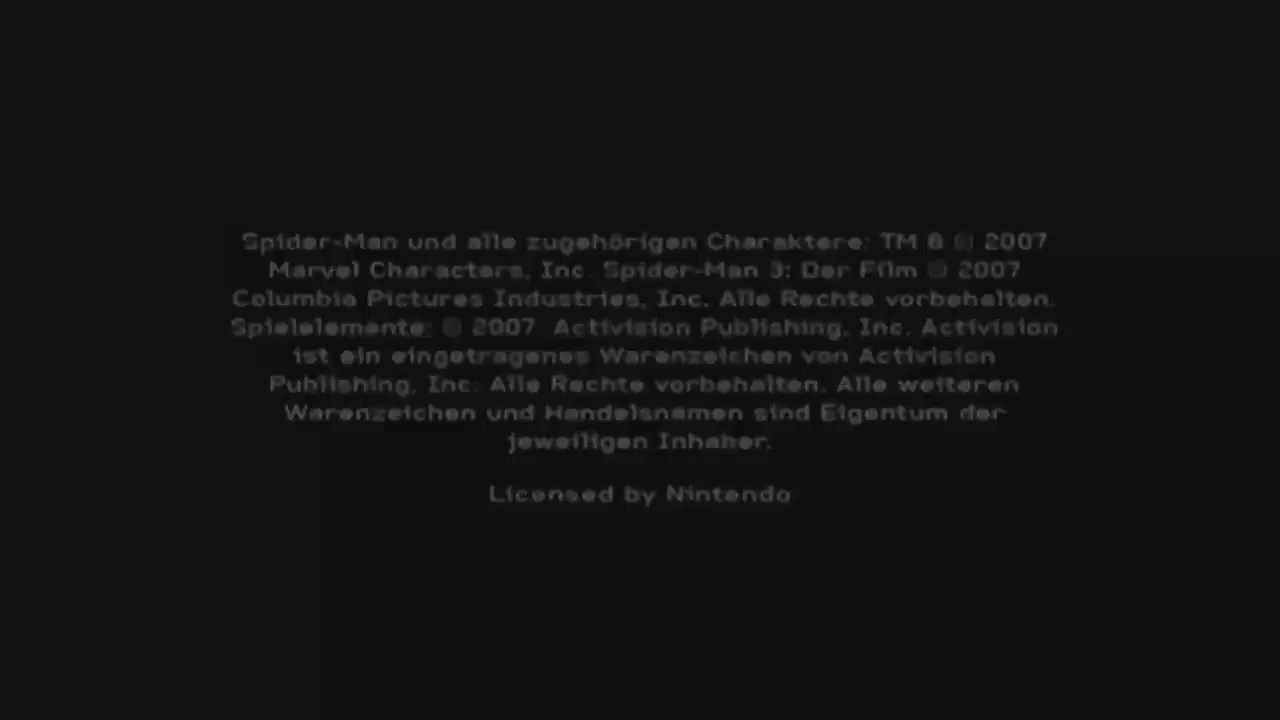 Spider-Man und alle zugehörigen Charaktere: TM & © 2007
Marvel Characters, Inc. Spider-Man 3: Der Film © 2007
Columbia Pictures Industries, Inc. Alle Rechte vorbehalten.
Spielelemente: © 2007 Activision Publishing, Inc. Activision
ist ein eingetragenes Warenzeichen von Activision
Publishing, Inc. Alle Rechte vorbehalten. Alle weiteren
Warenzeichen und Handelsnamen sind Eigentum der
jeweiligen Inhaber.
Licensed by Nintendo